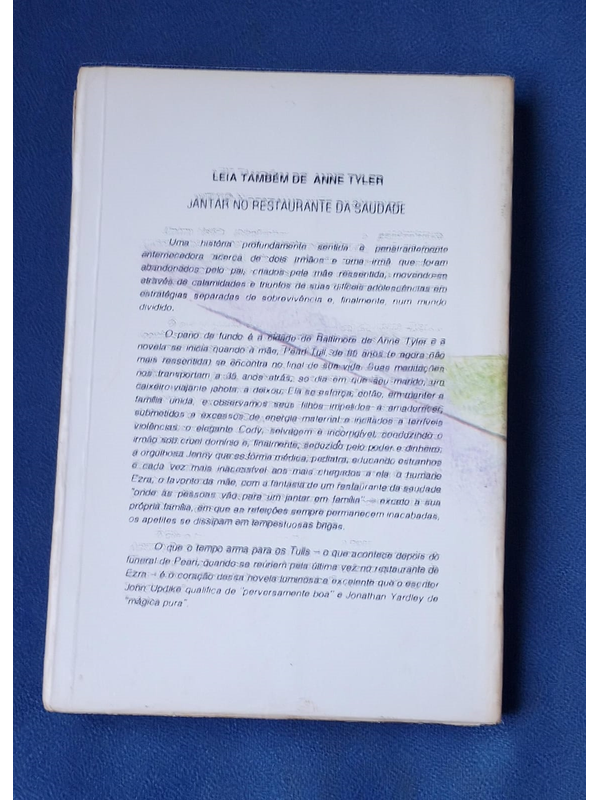 LEIA TAMBÉM DE ANNE TYLER
JANTAR NO RESTAURANTE DA SAUDADE
Uma história profundamente sentida e penetrantemente
enternecedora acerca de dois irmãos e uma irmã que foram
abandonados pelo pai, criados pela mãe ressentida, movendo-se
através de calamidades e triunfos de suas difíceis adolescências em
estratégias separadas de sobrevivência e, finalmente, num mundo
dividido.
O pano de fundo é a cidade de Baltimore de Anne Tyler e a
novela se inicia quando a mãe, Pearl Tull, de 85 anos (e agora não
mais ressentida) se encontra no final de sua vida. Suas meditações
nos transportam a 35 anos atrás, ao dia em que seu marido, um
caixeiro-viajante janota, a deixou. Ela se esforça, então, em manter a
família unida, e observamos seus filhos impelidos a amadurecer,
submetidos a excessos de energia maternal e incitados a terríveis
violências: o elegante Cody, selvagem e incorrigível, conduzindo o
irmão sob cruel domínio e, finalmente, seduzido pelo poder e dinheiro;
a orgulhosa Jenny que se forma médica, pediatra, educando estranhos
e cada vez mais inacessível aos mais chegados a ela; o humilde
Ezra, o favorito da mãe, com a fantasia de um restaurante da saudade
"onde as pessoas vão para um jantar em família" — exceto a sua
própria família, em que as refeições sempre permanecem inacabadas,
os apetites se dissipam em tempestuosas brigas.
O que o tempo arma para os Tulls — o que acontece depois do
funeral de Pearl, quando se reúnem pela última vez no restaurante de
Ezra — é o coração dessa novela luminosa e excelente que o escritor
John Updike qualifica de "perversamente boa" e Jonathan Yardley de
"mágica pura".